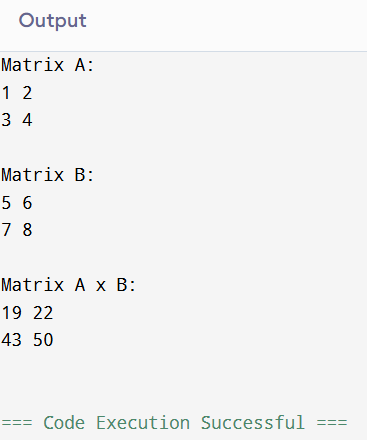 Output
Matrix A:
1 2
3 4
Matrix B:
5 6
7 8
Matrix A x B:
19 22
43 50
=== Code Execution Successful ===